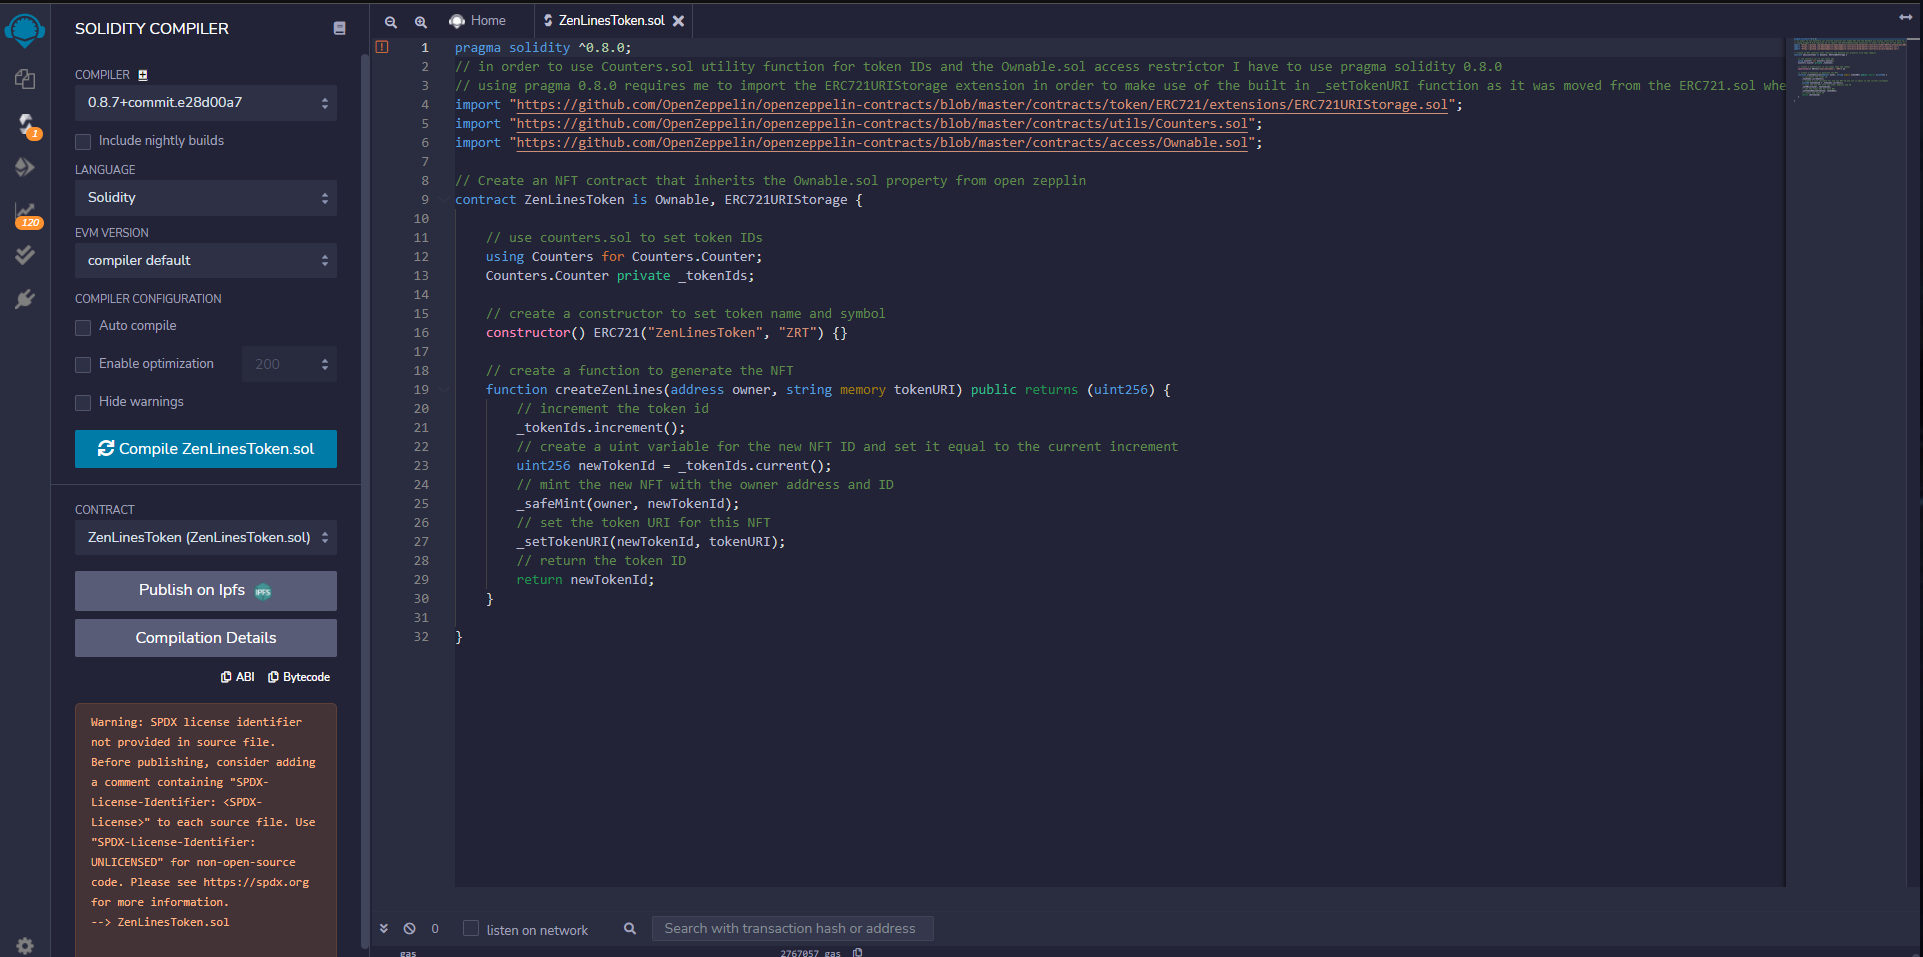 SOLIDITY COMPILER
COMPILER
0.8.7+commit.e28d00a7
Include nightly builds
LANGUAGE
Solidity
EVM VERSION
compiler default
COMPILER CONFIGURATION
Auto compile
Enable optimization
200
Hide warnings
Compile ZenLinesToken.sol
CONTRACT
ZenLinesToken (ZenLinesToken.sol)
Publish on Ipfs IPFS
Compilation Details
ABI Bytecode
Warning: SPDX license identifier
not provided in source file.
Before publishing, consider adding
a comment containing "SPDX-
License-Identifier: <SPDX-
License>" to each source file. Use
"SPDX-License-Identifier:
UNLICENSED" for non-open-source
code. Please see https://spdx.org
for more information.
--> ZenLinesToken.sol
1
120
Home
ZenLinesToken.sol
1 pragma solidity ^0.8.0;
2 // in order to use Counters.sol utility function for token IDs and the Ownable.sol access restrictor I have to use pragma solidity 0.8.0
3 // using pragma 0.8.0 requires me to import the ERC721URIStorage extension in order to make use of the built in _setTokenURI function as it was moved from the ERC721.sol whe
4 import "https://github.com/OpenZeppelin/openzeppelin-contracts/blob/master/contracts/token/ERC721/extensions/ERC721URIStorage.sol";
5 import "https://github.com/OpenZeppelin/openzeppelin-contracts/blob/master/contracts/utils/Counters.sol";
6 import "https://github.com/OpenZeppelin/openzeppelin-contracts/blob/master/contracts/access/Ownable.sol";
7
8 // Create an NFT contract that inherits the Ownable.sol property from open zepplin
9 contract ZenLinesToken is Ownable, ERC721URIStorage {
10
11 // use counters.sol to set token IDs
12 using Counters for Counters.Counter;
13 Counters.Counter private _tokenIds;
14
15 // create a constructor to set token name and symbol
16 constructor() ERC721("ZenLinesToken", "ZRT") {}
17
18 // create a function to generate the NFT
19 function createZenLines(address owner, string memory tokenURI) public returns (uint256) {
20 // increment the token id
21 _tokenIds.increment();
22 // create a uint variable for the new NFT ID and set it equal to the current increment
23 uint256 newTokenId = _tokenIds.current();
24 // mint the new NFT with the owner address and ID
25 _safeMint(owner, newTokenId);
26 // set the token URI for this NFT
27 _setTokenURI(newTokenId, tokenURI);
28 // return the token ID
29 return newTokenId;
30 }
31
32 }
0
listen on network
Search with transaction hash or address
gas 2767057 gas